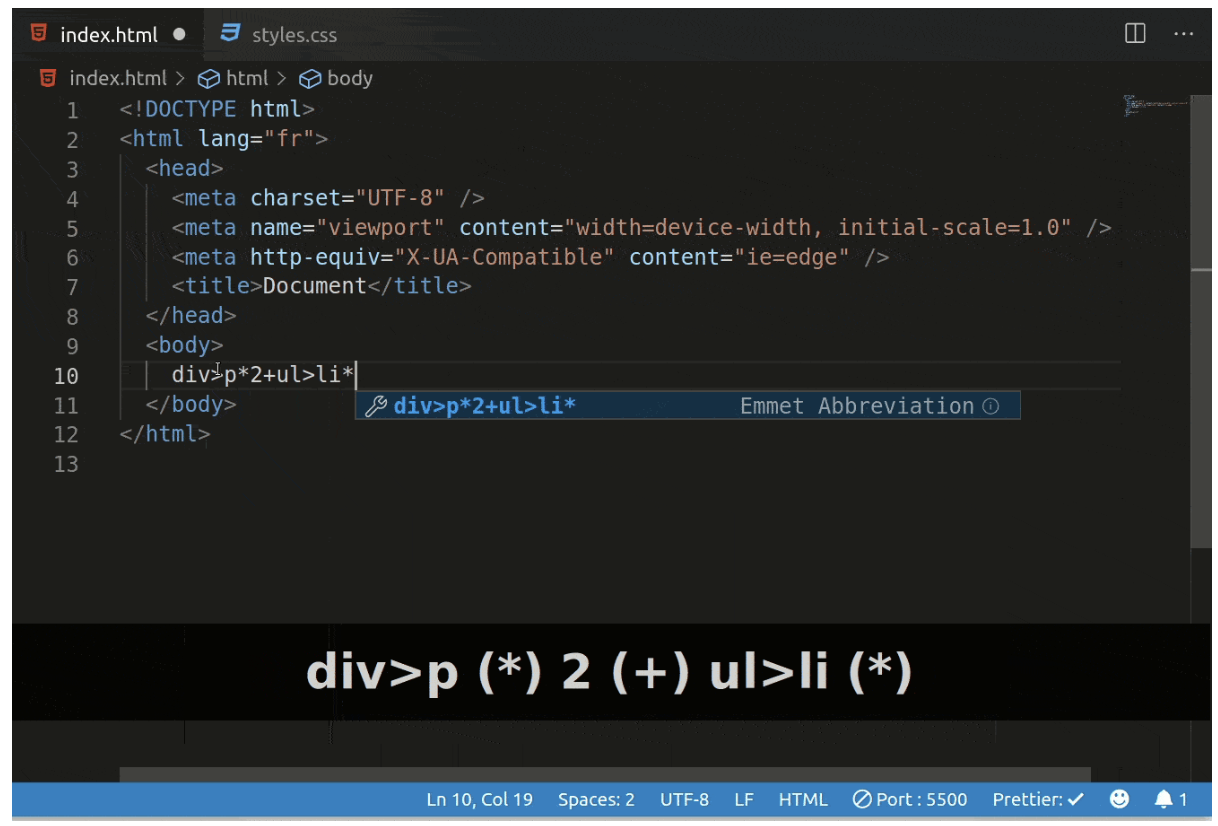 index.html ● styles.css ···
index.html > html > body
1 <!DOCTYPE html>
2 <html lang="fr">
3 <head>
4 <meta charset="UTF-8" />
5 <meta name="viewport" content="width=device-width, initial-scale=1.0" />
6 <meta http-equiv="X-UA-Compatible" content="ie=edge" />
7 <title>Document</title>
8 </head>
9 <body>
10 div>p*2+ul>li*
11 </body>
div>p*2+ul>li* Emmet Abbreviation
12 </html>
13
div>p (*) 2 (+) ul>li (*)
Ln 10, Col 19 Spaces: 2 UTF-8 LF HTML Port : 5500 Prettier: ✓ 1